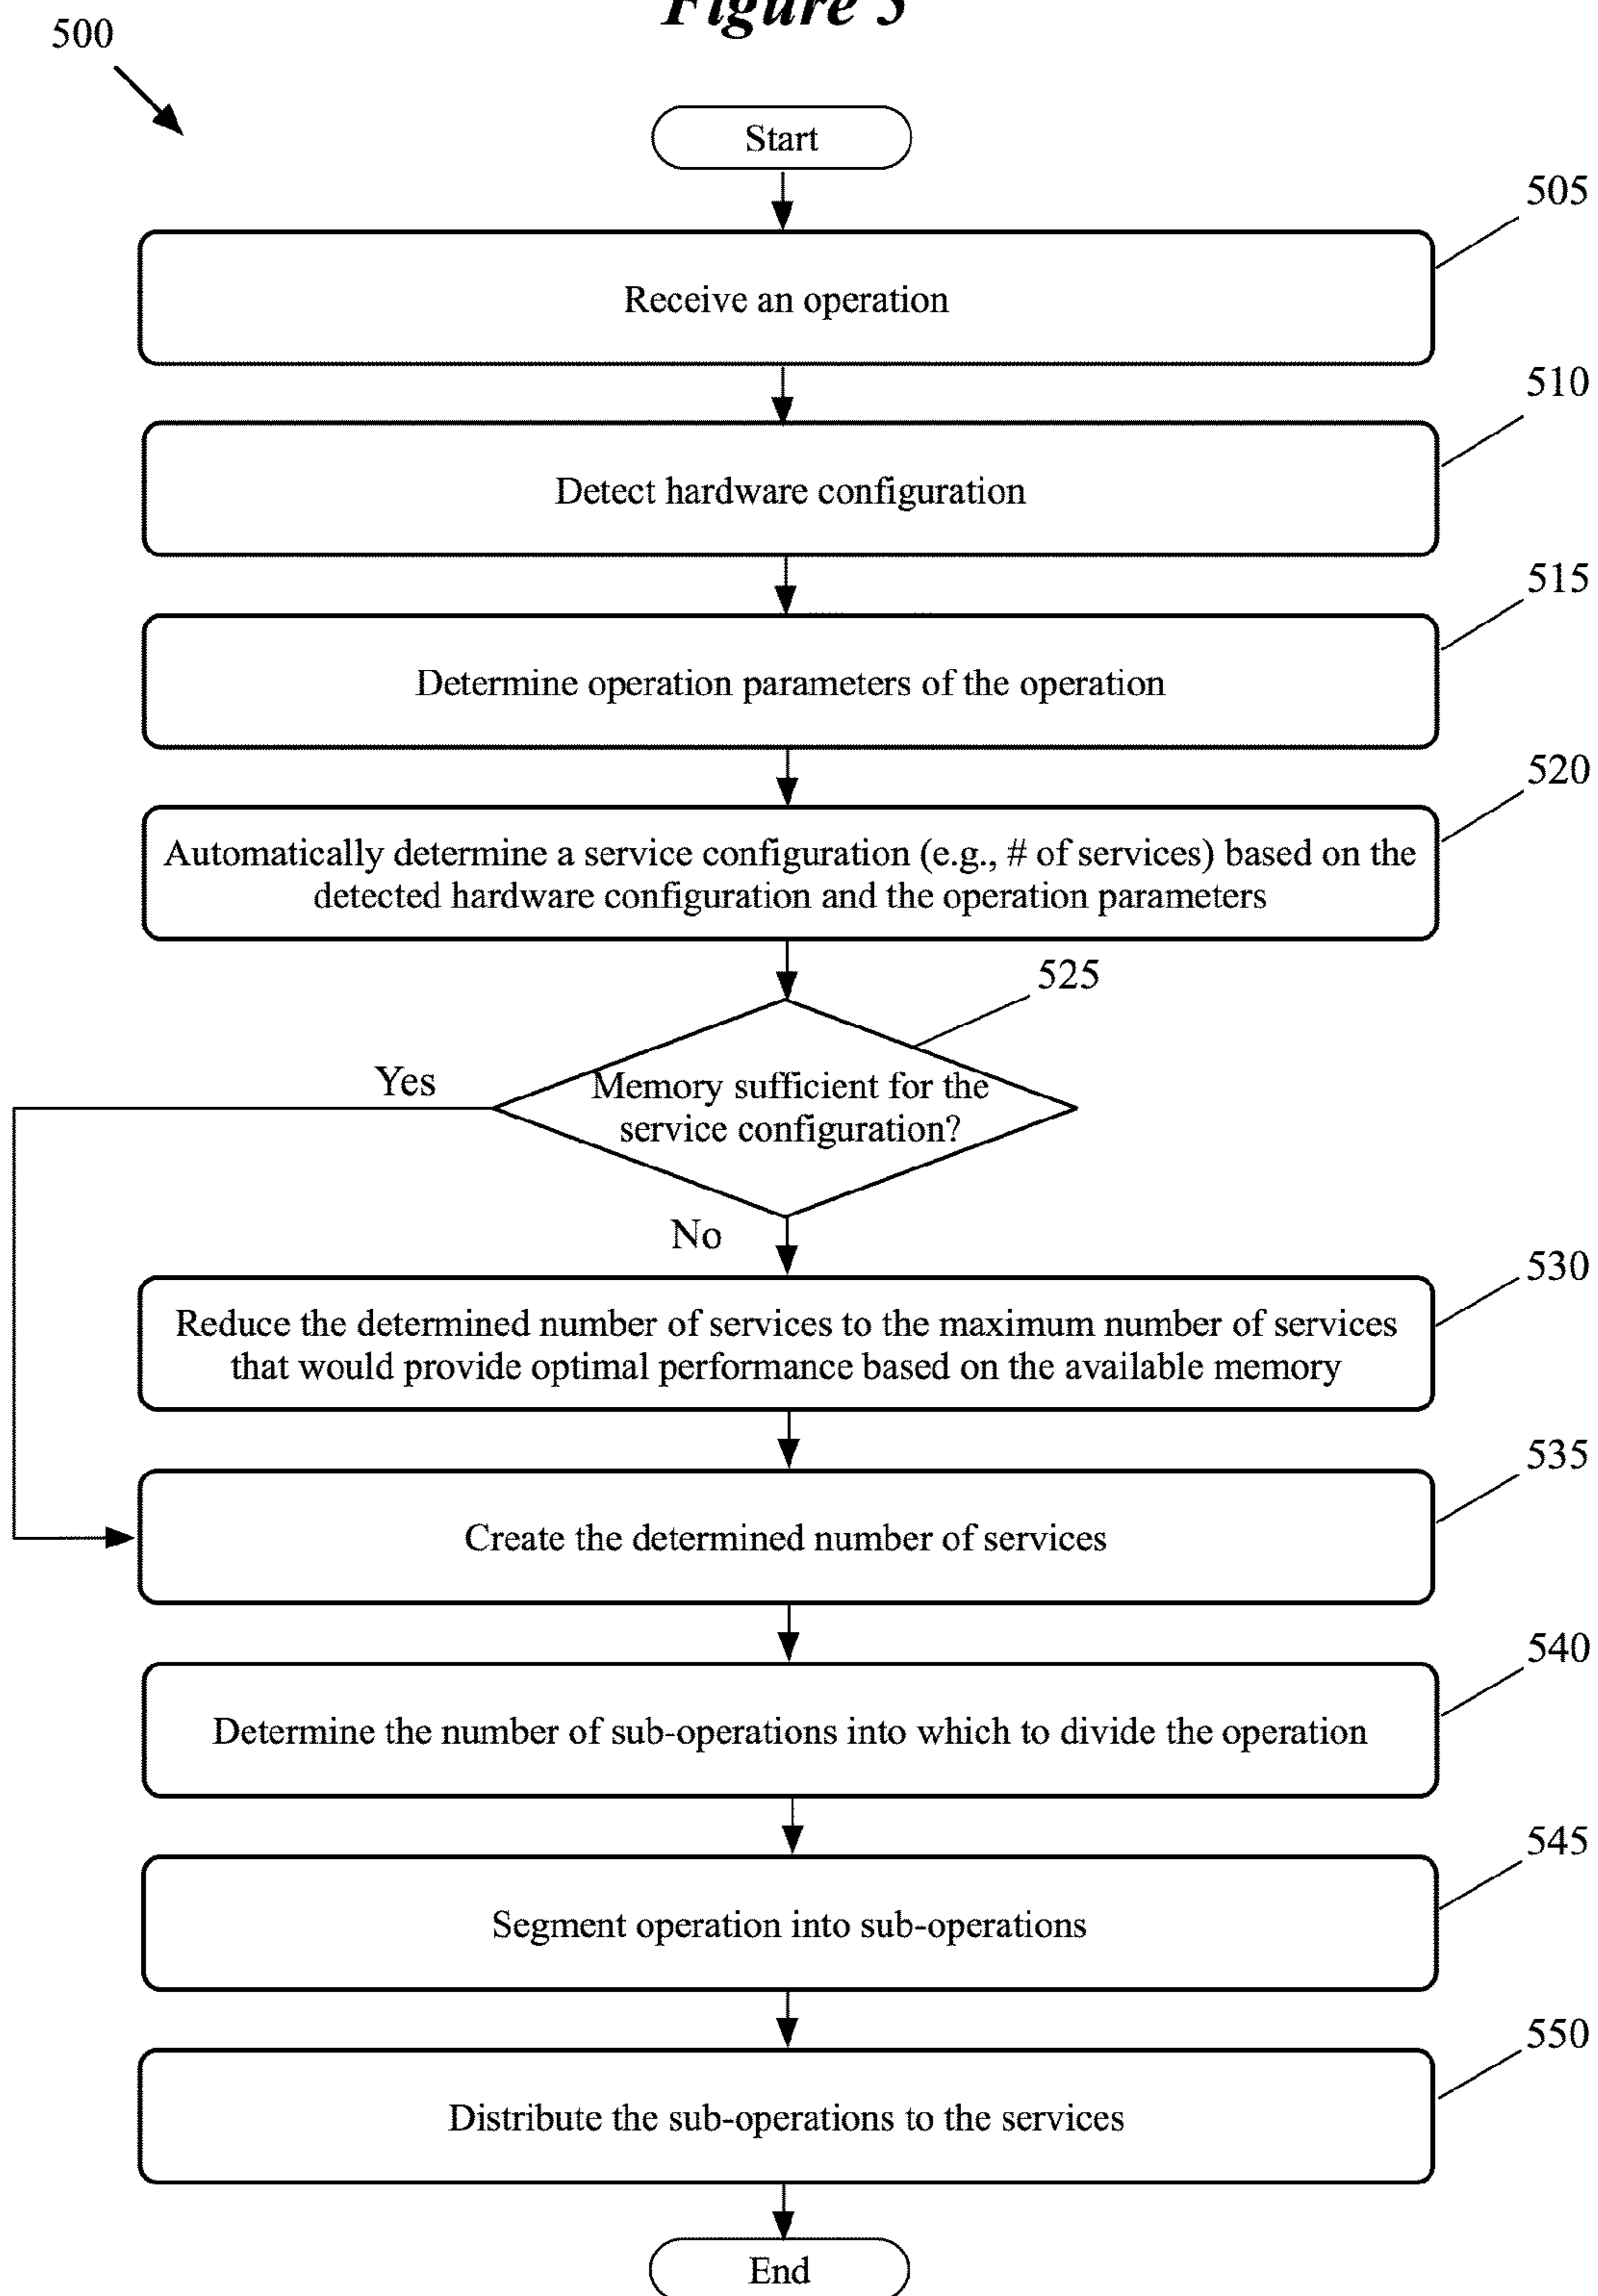 Figure 5
500
Start
505
Receive an operation
510
Detect hardware configuration
515
Determine operation parameters of the operation
520
Automatically determine a service configuration (e.g., # of services) based on the
detected hardware configuration and the operation parameters
525
Yes
Memory sufficient for the
service configuration?
No
530
Reduce the determined number of services to the maximum number of services
that would provide optimal performance based on the available memory
535
Create the determined number of services
540
Determine the number of sub-operations into which to divide the operation
545
Segment operation into sub-operations
550
Distribute the sub-operations to the services
End